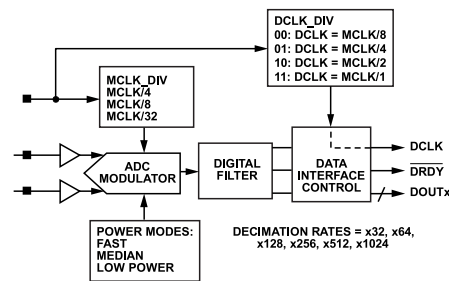 DCLK_DIV
00: DCLK = MCLK/8
01: DCLK = MCLK/4
10: DCLK = MCLK/2
11: DCLK = MCLK/1
MCLK_DIV
MCLK/4
MCLK/8
MCLK/32
ADC
MODULATOR
DIGITAL
FILTER
DATA
INTERFACE
CONTROL
DCLK
DRDY
DOUTx
POWER MODES:
FAST
MEDIAN
LOW POWER
DECIMATION RATES = x32, x64,
x128, x256, x512, x1024